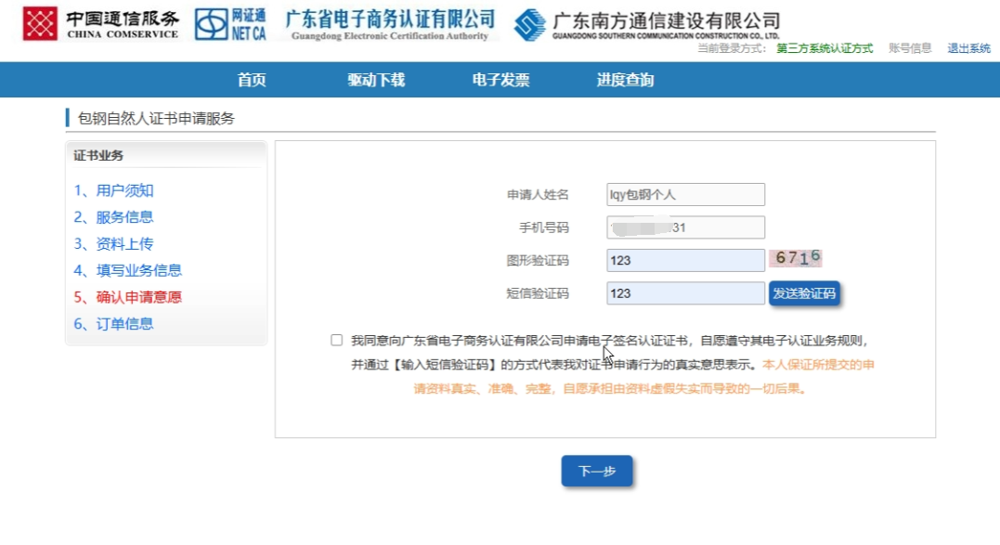 中国通信服务
CHINA COMSERVICE
网证通
NET CA
广东省电子商务认证有限公司
Guangdong Electronic Certification Authority
广东南方通信建设有限公司
GUANGDONG SOUTHERN COMMUNICATION CONSTRUCTION CO., LTD.
当前登录方式: 第三方系统认证方式 账号信息 退出系统
首页 驱动下载 电子发票 进度查询
包钢自然人证书申请服务
证书业务
1、用户须知
2、服务信息
3、资料上传
4、填写业务信息
5、确认申请意愿
6、订单信息
申请人姓名 lqy包钢个人
手机号码 31
图形验证码 123 6716
短信验证码 123 发送验证码
我同意向广东省电子商务认证有限公司申请电子签名认证证书，自愿遵守其电子认证业务规则，
并通过【输入短信验证码】的方式代表我对证书申请行为的真实意思表示。本人保证所提交的申
请资料真实、准确、完整，自愿承担由资料虚假失实而导致的一切后果。
下一步